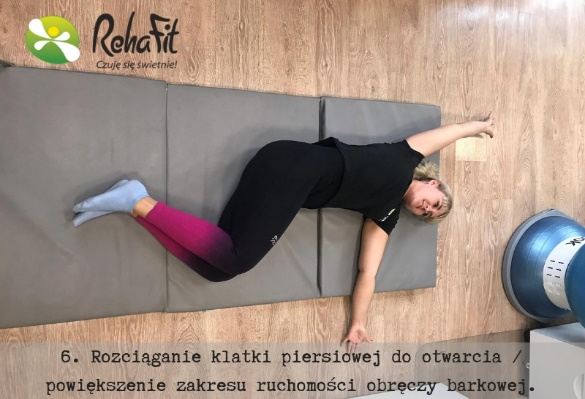 RehaFit
Czuję się świetnie!
6. Rozciąganie klatki piersiowej do otwarcia /
powiększenie zakresu ruchomości obręczy barkowej.